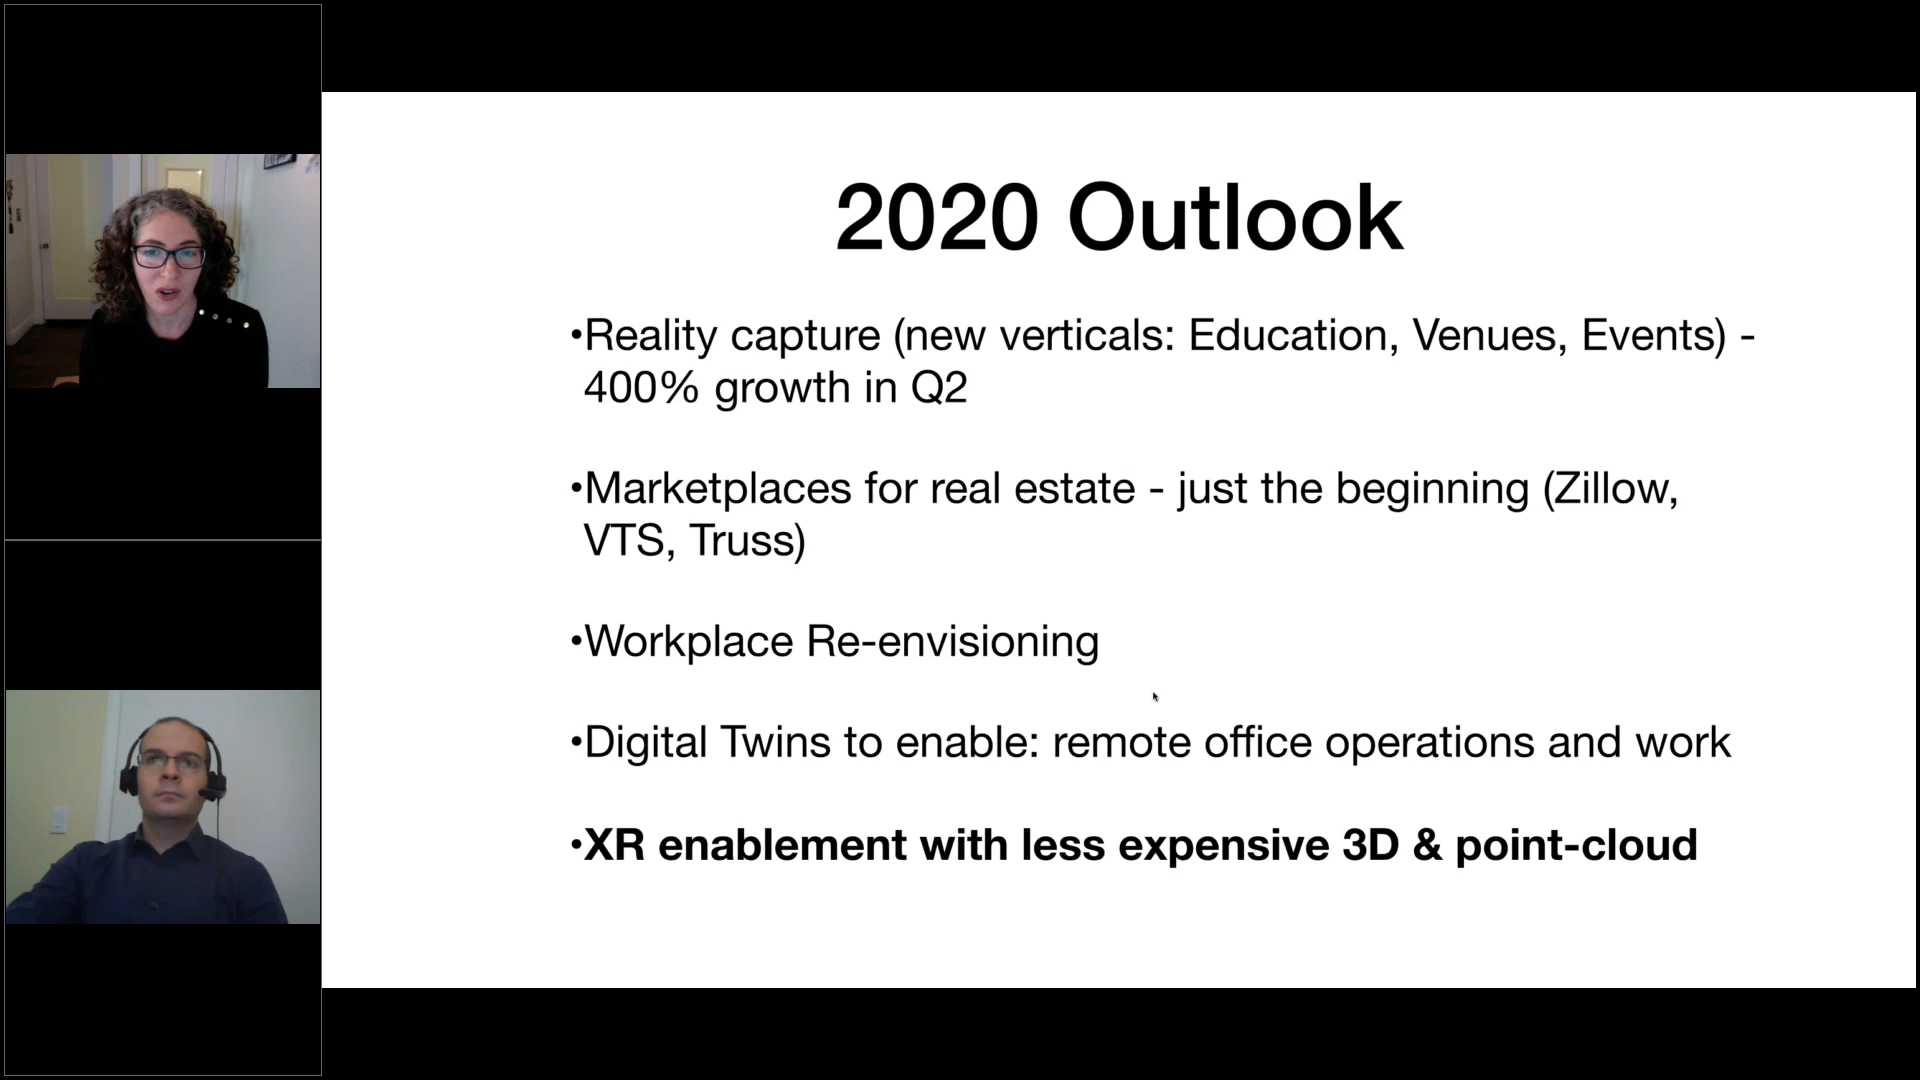 2020 Outlook
•Reality capture (new verticals: Education, Venues, Events) -
400% growth in Q2
•Marketplaces for real estate - just the beginning (Zillow,
VTS, Truss)
•Workplace Re-envisioning
•Digital Twins to enable: remote office operations and work
•XR enablement with less expensive 3D & point-cloud